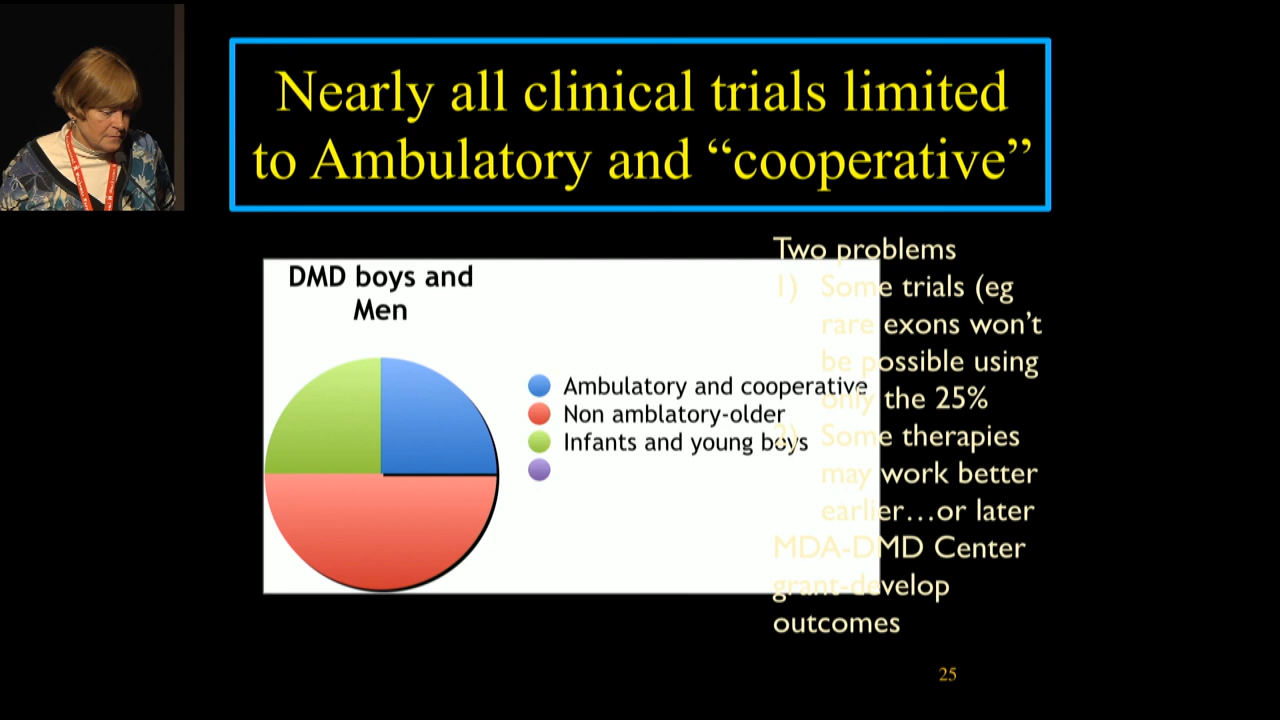 Nearly all clinical trials limited
to Ambulatory and “cooperative”
DMD boys and
Men
Ambulatory and cooperative
Non amblatory-older
Infants and young boys
Two problems
1) Some trials (eg
rare exons won’t
be possible using
only the 25%
2) Some therapies
may work better
earlier…or later
MDA-DMD Center
grant-develop
outcomes
25